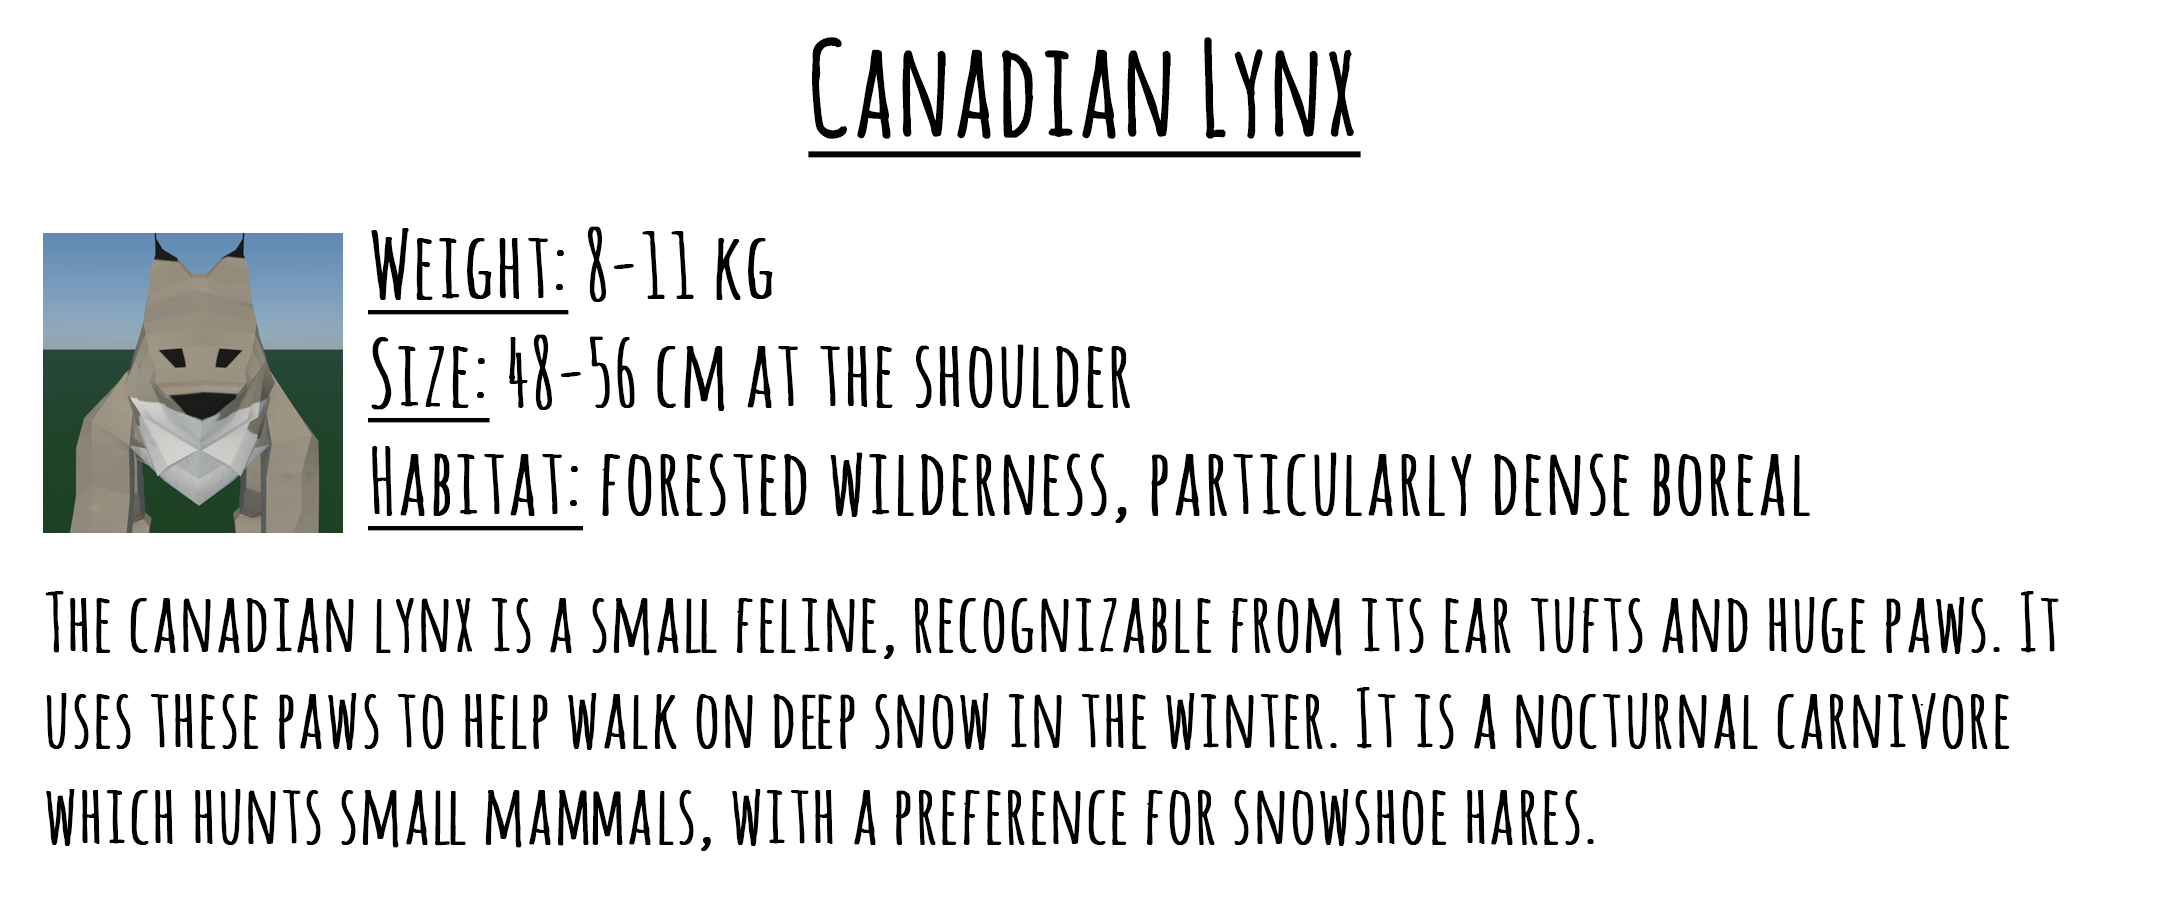 Canadian Lynx
Weight: 8-11 kg
Size: 48-56 cm at the shoulder
Habitat: forested wilderness, particularly dense boreal
The canadian lynx is a small feline, recognizable from its ear tufts and huge paws. It
uses these paws to help walk on deep snow in the winter. It is a nocturnal carnivore
which hunts small mammals, with a preference for snowshoe hares.